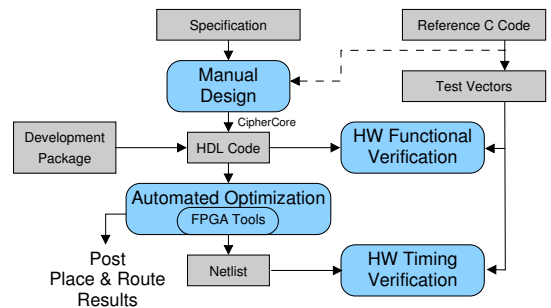 Specification
Reference C Code
Manual
Design
Test Vectors
CipherCore
Development
Package
HDL Code
HW Functional
Verification
Automated Optimization
FPGA Tools
Post
Place & Route
Results
Netlist
HW Timing
Verification